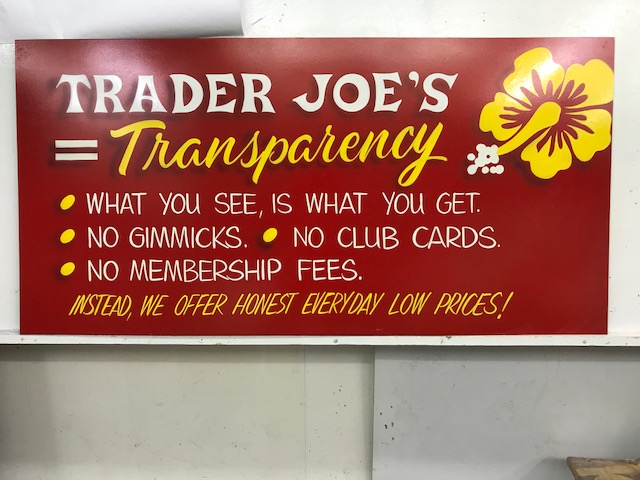 TRADER JOE'S
= Transparency
• WHAT YOU SEE, IS WHAT YOU GET.
• NO GIMMICKS. • NO CLUB CARDS.
• NO MEMBERSHIP FEES.
INSTEAD, WE OFFER HONEST EVERYDAY LOW PRICES!